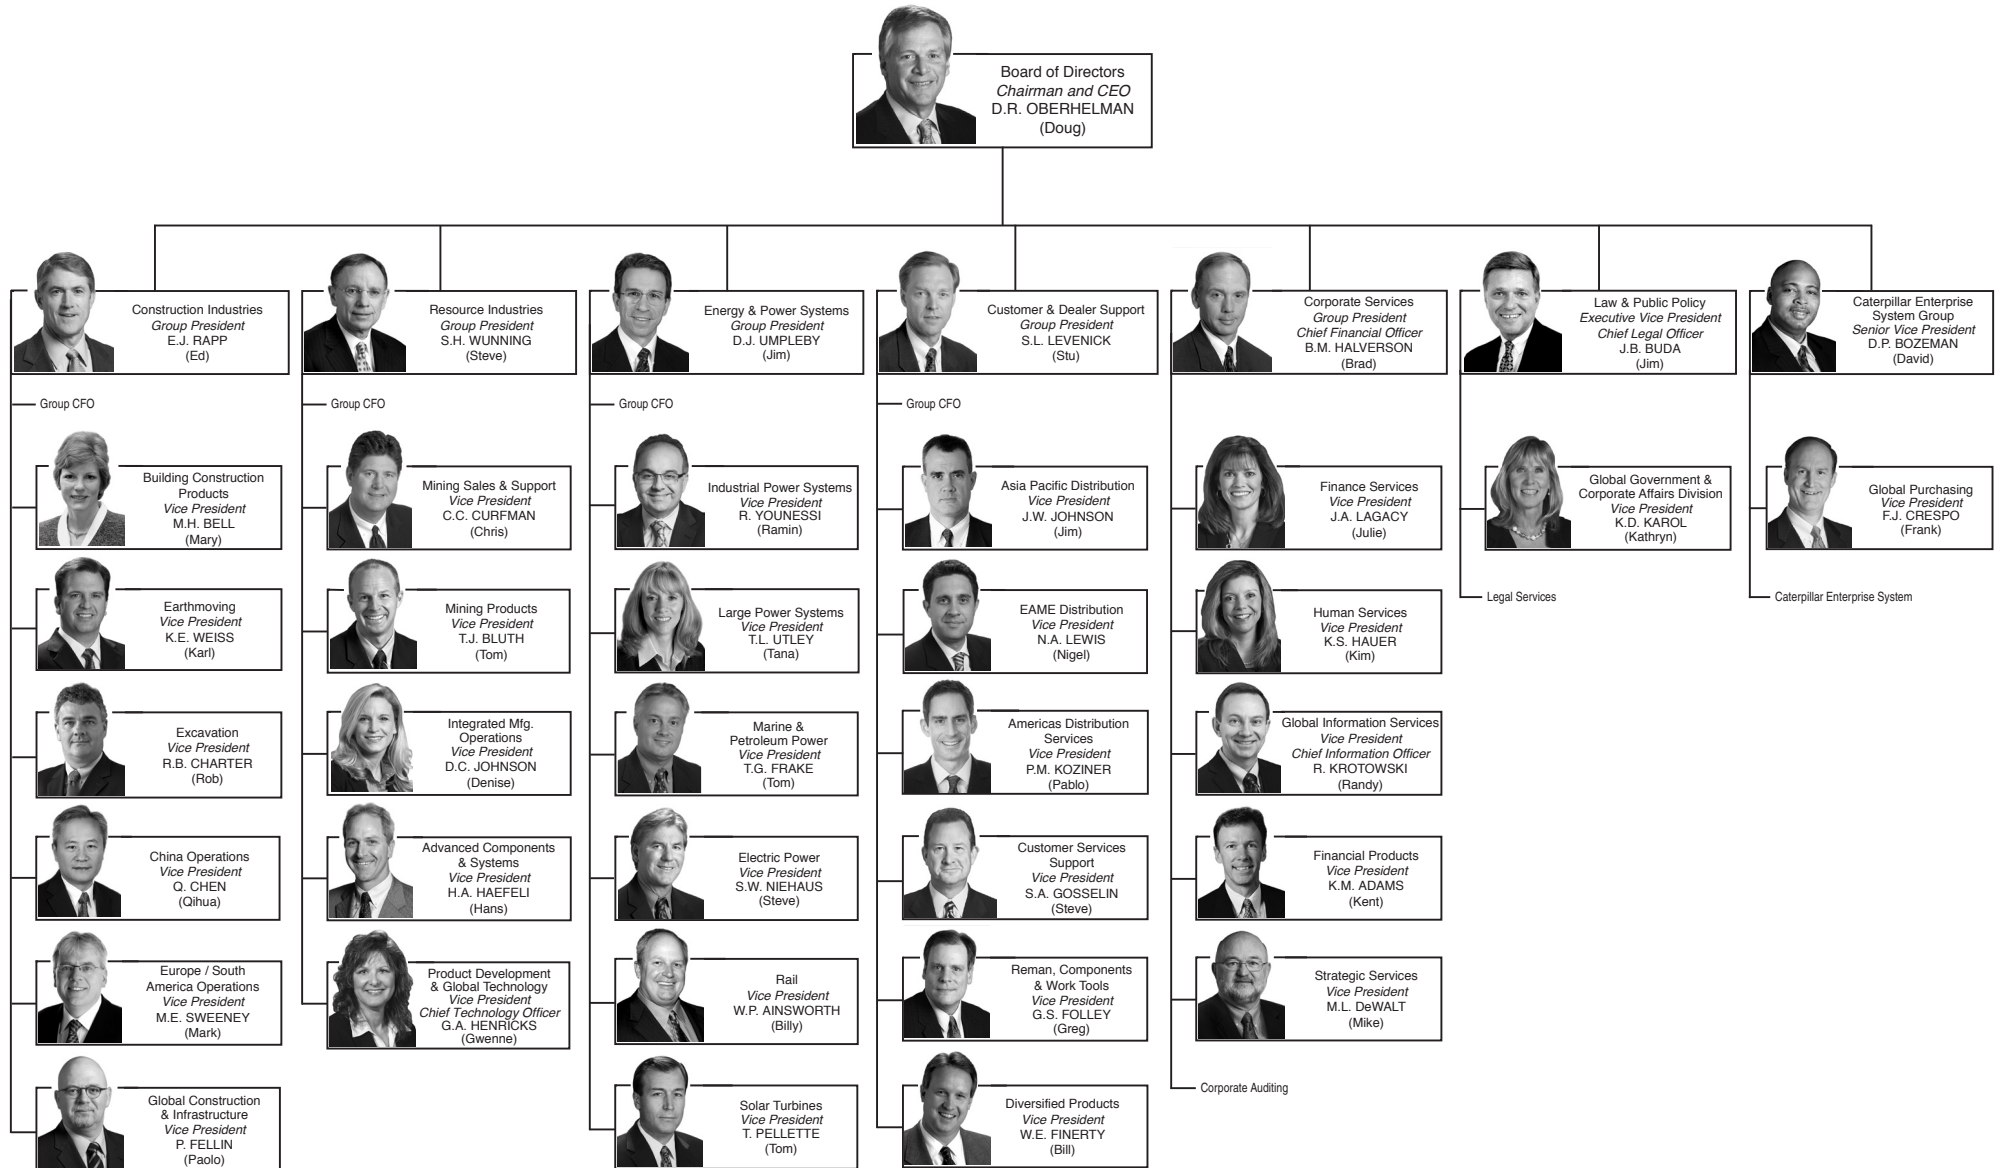 Board of Directors
Chairman and CEO
D.R. OBERHELMAN
(Doug)
Construction Industries
Group President
E.J. RAPP
(Ed)
Group CFO
Building Construction
Products
Vice President
M.H. BELL
(Mary)
Earthmoving
Vice President
K.E. WEISS
(Karl)
Excavation
Vice President
R.B. CHARTER
(Rob)
China Operations
Vice President
Q. CHEN
(Qihua)
Europe / South
America Operations
Vice President
M.E. SWEENEY
(Mark)
Global Construction
& Infrastructure
Vice President
P. FELLIN
(Paolo)
Resource Industries
Group President
S.H. WUNNING
(Steve)
Group CFO
Mining Sales & Support
Vice President
C.C. CURFMAN
(Chris)
Mining Products
Vice President
T.J. BLUTH
(Tom)
Integrated Mfg.
Operations
Vice President
D.C. JOHNSON
(Denise)
Advanced Components
& Systems
Vice President
H.A. HAEFELI
(Hans)
Product Development
& Global Technology
Vice President
Chief Technology Officer
G.A. HENRICKS
(Gwenne)
Energy & Power Systems
Group President
D.J. UMPLEBY
(Jim)
Group CFO
Industrial Power Systems
Vice President
R. YOUNESSI
(Ramin)
Large Power Systems
Vice President
T.L. UTLEY
(Tana)
Marine &
Petroleum Power
Vice President
T.G. FRAKE
(Tom)
Electric Power
Vice President
S.W. NIEHAUS
(Steve)
Rail
Vice President
W.P. AINSWORTH
(Billy)
Solar Turbines
Vice President
T. PELLETTE
(Tom)
Customer & Dealer Support
Group President
S.L. LEVENICK
(Stu)
Group CFO
Asia Pacific Distribution
Vice President
J.W. JOHNSON
(Jim)
EAME Distribution
Vice President
N.A. LEWIS
(Nigel)
Americas Distribution
Services
Vice President
P.M. KOZINER
(Pablo)
Customer Services
Support
Vice President
S.A. GOSSELIN
(Steve)
Reman, Components
& Work Tools
Vice President
G.S. FOLLEY
(Greg)
Diversified Products
Vice President
W.E. FINERTY
(Bill)
Corporate Services
Group President
Chief Financial Officer
B.M. HALVERSON
(Brad)
Finance Services
Vice President
J.A. LAGACY
(Julie)
Human Services
Vice President
K.S. HAUER
(Kim)
Global Information Services
Vice President
Chief Information Officer
R. KROTOWSKI
(Randy)
Financial Products
Vice President
K.M. ADAMS
(Kent)
Strategic Services
Vice President
M.L. DeWALT
(Mike)
Corporate Auditing
Law & Public Policy
Executive Vice President
Chief Legal Officer
J.B. BUDA
(Jim)
Global Government &
Corporate Affairs Division
Vice President
K.D. KAROL
(Kathryn)
Legal Services
Caterpillar Enterprise
System Group
Senior Vice President
D.P. BOZEMAN
(David)
Global Purchasing
Vice President
F.J. CRESPO
(Frank)
Caterpillar Enterprise System